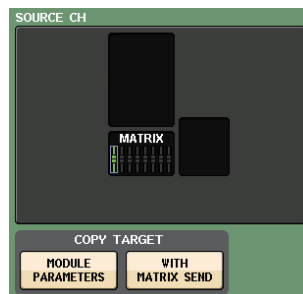 SOURCE CH
MATRIX
COPY TARGET
MODULE
PARAMETERS
WITH
MATRIX SEND